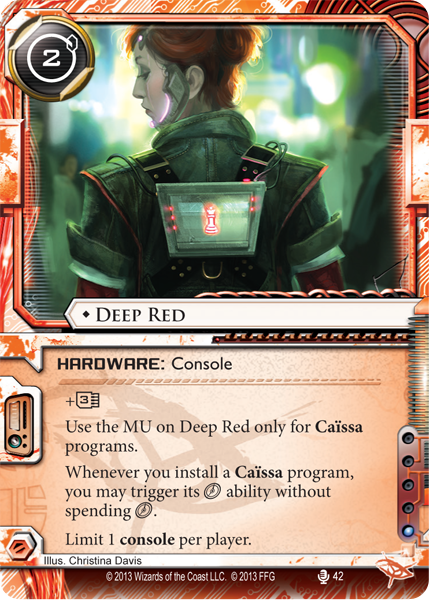 2
♦ Deep Red
HARDWARE: Console
+3
Use the MU on Deep Red only for Caïssa
programs.
Whenever you install a Caïssa program,
you may trigger its ability without
spending .
Limit 1 console per player.
Illus. Christina Davis
© 2013 Wizards of the Coast LLC. © 2013 FFG 42